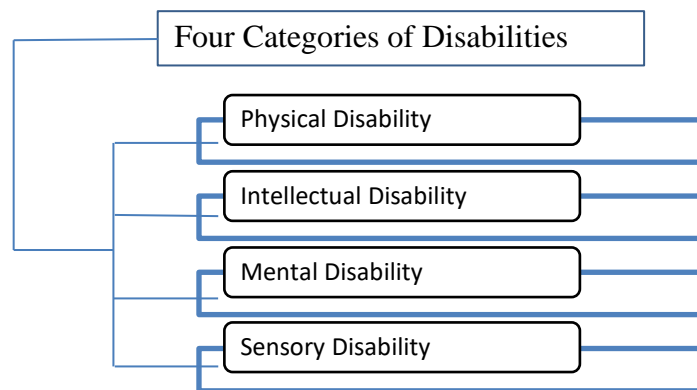 Four Categories of Disabilities
Physical Disability
Intellectual Disability
Mental Disability
Sensory Disability